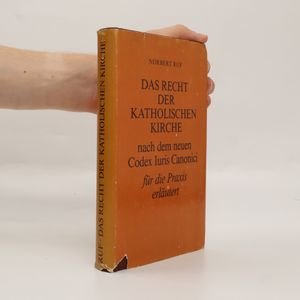 NORBERT RUF
DAS RECHT
DER
KATHOLISCHEN
KIRCHE
nach dem neuen
Codex Iuris Canonici
für die Praxis
erläutert
RUF · DAS RECHT DER KATHOLISCHEN KIRCHE